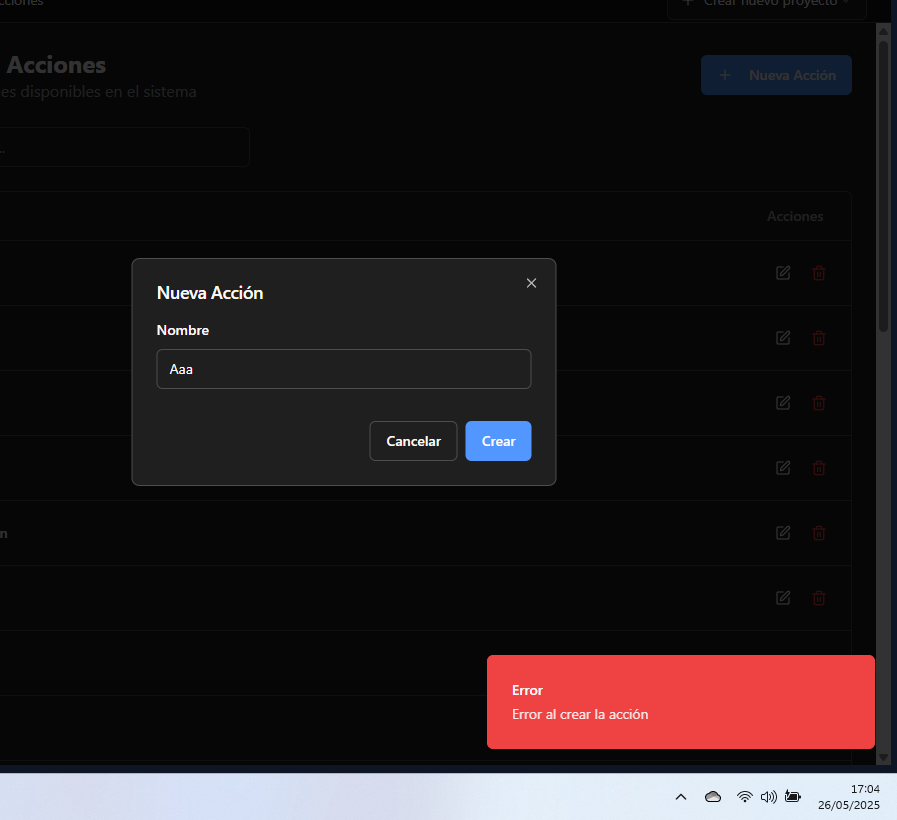 cciones
+ Crear nuevo proyecto
Acciones
es disponibles en el sistema
+ Nueva Acción
..
Acciones
Nueva Acción
Nombre
Aaa
Cancelar
Crear
n
Error
Error al crear la acción
17:04
26/05/2025